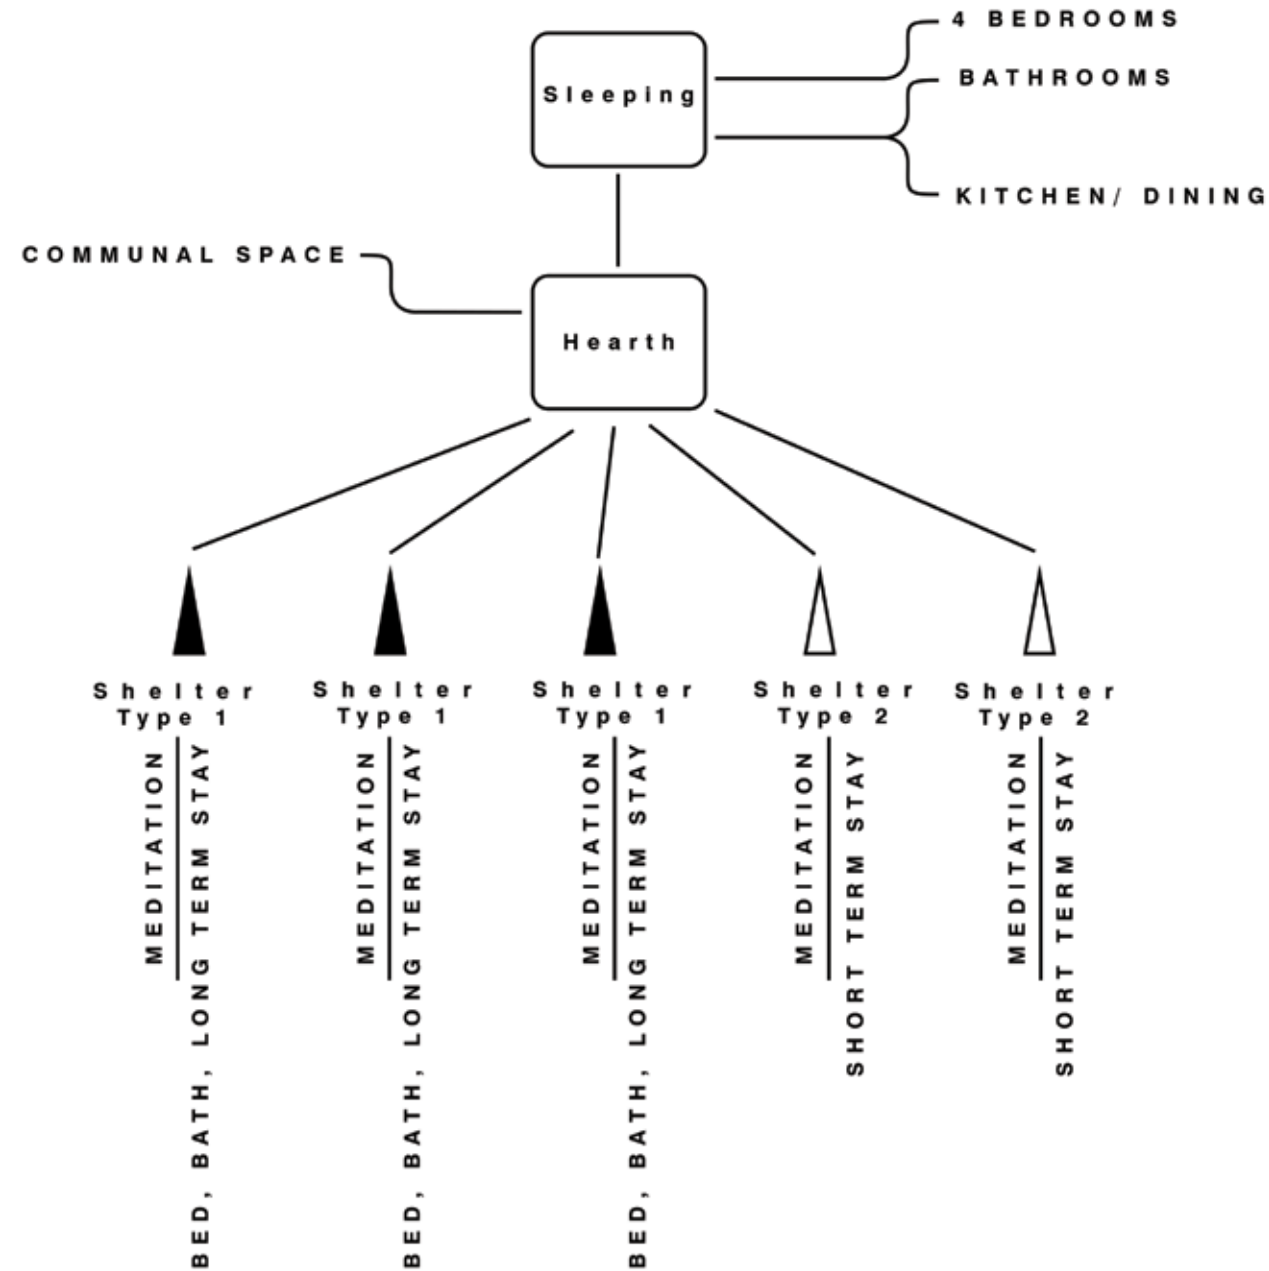 4 BEDROOMS
Sleeping
BATHROOMS
KITCHEN/ DINING
COMMUNAL SPACE
Hearth
Shelter
Type 1
MEDITATION
BED, BATH, LONG TERM STAY
Shelter
Type 1
MEDITATION
BED, BATH, LONG TERM STAY
Shelter
Type 1
MEDITATION
BED, BATH, LONG TERM STAY
Shelter
Type 2
MEDITATION
SHORT TERM STAY
Shelter
Type 2
MEDITATION
SHORT TERM STAY